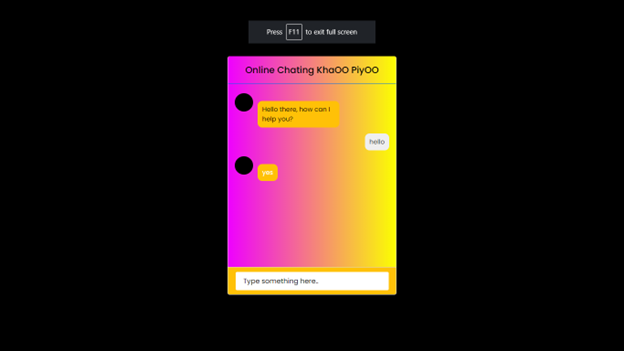 Press F11 to exit full screen
Online Chating KhaOO PiyOO
Hello there, how can I
help you?
hello
yes
Type something here..